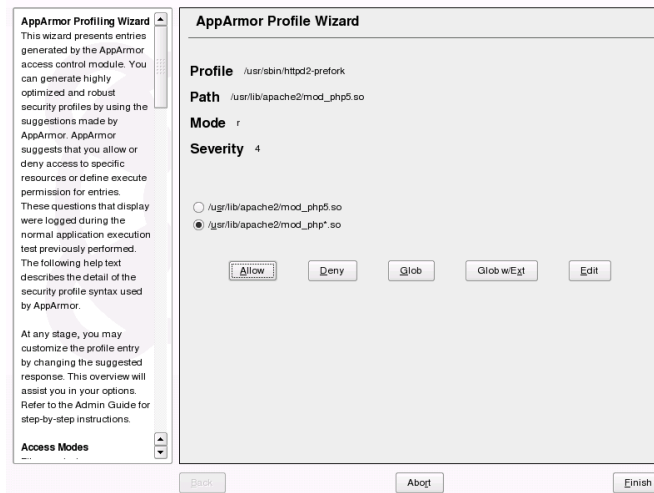 AppArmor Profiling Wizard
This wizard presents entries
generated by the AppArmor
access control module. You
can generate highly
optimized and robust
security profiles by using the
suggestions made by
AppArmor. AppArmor
suggests that you allow or
deny access to specific
resources or define execute
permission for entries.
These questions that display
were logged during the
normal application execution
test previously performed.
The following help text
describes the detail of the
security profile syntax used
by AppArmor.
At any stage, you may
customize the profile entry
by changing the suggested
response. This overview will
assist you in your options.
Refer to the Admin Guide for
step-by-step instructions.
Access Modes
AppArmor Profile Wizard
Profile /usr/sbin/httpd2-prefork
Path /usr/lib/apache2/mod_php5.so
Mode r
Severity 4
/usr/lib/apache2/mod_php5.so
/usr/lib/apache2/mod_php*.so
Allow Deny Glob Glob w/Ext Edit
Back Abort Finish